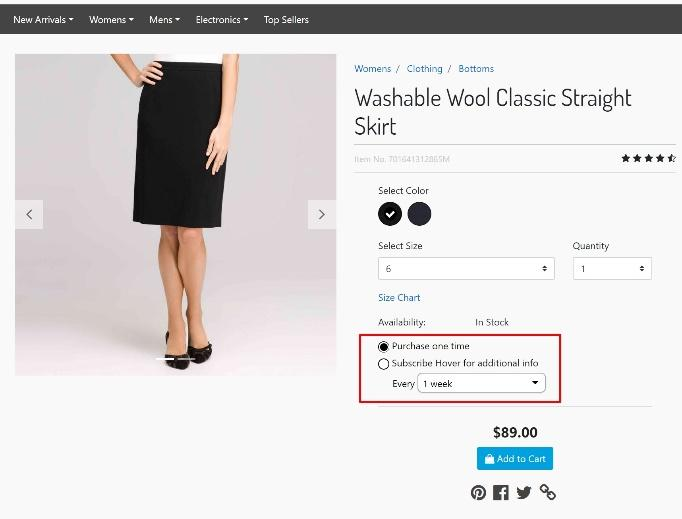 New Arrivals Womens Mens Electronics Top Sellers
Womens / Clothing / Bottoms
Washable Wool Classic Straight
Skirt
Item No. 701641312865M
Select Color
Select Size Quantity
6 1
Size Chart
Availability: In Stock
Purchase one time
Subscribe Hover for additional info
Every 1 week
$89.00
Add to Cart